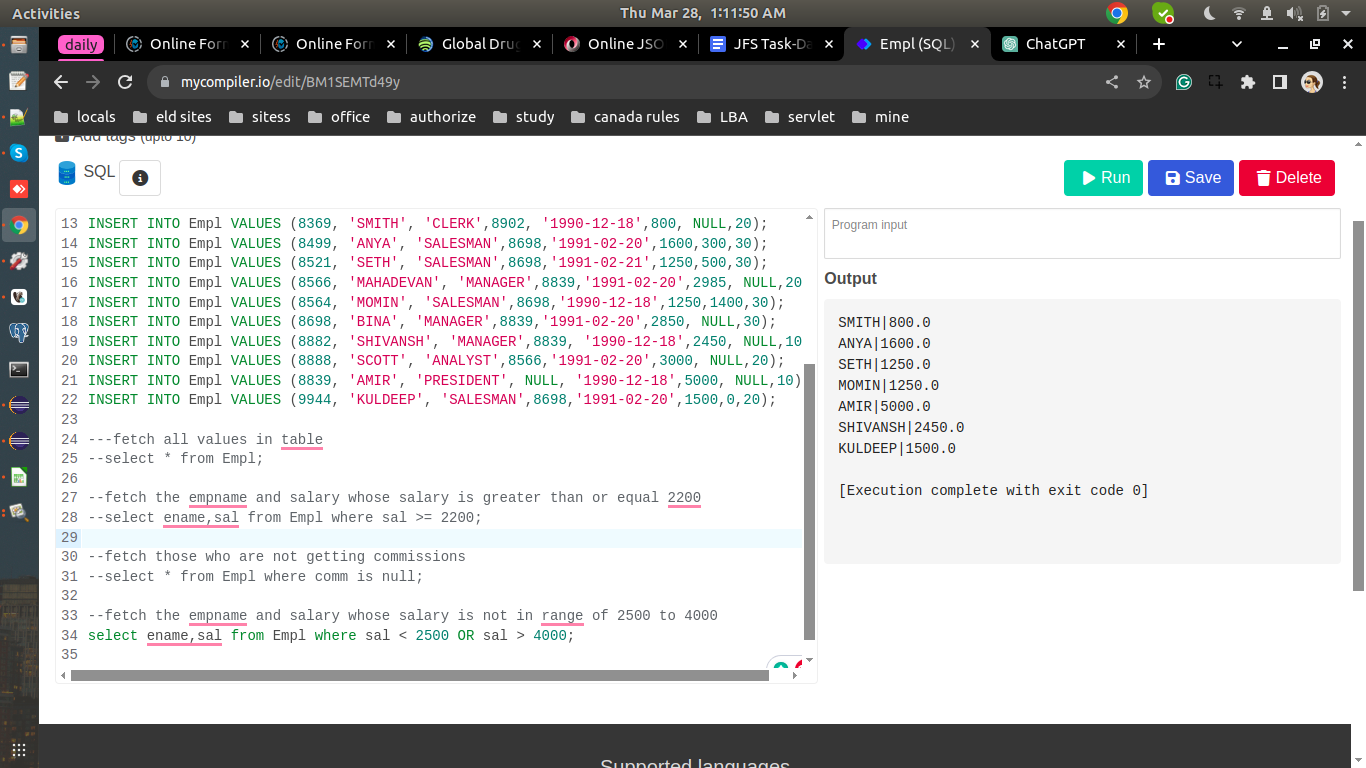 Activities
Thu Mar 28, 1:11:50 AM
daily
Online Forn
Online Forn
Global Drug
Online JSO
JFS Task-Da
Empl (SQL)
ChatGPT
mycompiler.io/edit/BM1SEMTd49y
locals
eld sites
sitess
office
authorize
study
canada rules
LBA
servlet
mine
Add tags (upto 10)
SQL
Run
Save
Delete
13 INSERT INTO Empl VALUES (8369, 'SMITH', 'CLERK',8902, '1990-12-18',800, NULL,20);
14 INSERT INTO Empl VALUES (8499, 'ANYA', 'SALESMAN',8698,'1991-02-20',1600,300,30);
15 INSERT INTO Empl VALUES (8521, 'SETH', 'SALESMAN',8698,'1991-02-21',1250,500,30);
16 INSERT INTO Empl VALUES (8566, 'MAHADEVAN', 'MANAGER',8839,'1991-02-20',2985, NULL,20
17 INSERT INTO Empl VALUES (8564, 'MOMIN', 'SALESMAN',8698,'1990-12-18',1250,1400,30);
18 INSERT INTO Empl VALUES (8698, 'BINA', 'MANAGER',8839,'1991-02-20',2850, NULL,30);
19 INSERT INTO Empl VALUES (8882, 'SHIVANSH', 'MANAGER',8839, '1990-12-18',2450, NULL,10
20 INSERT INTO Empl VALUES (8888, 'SCOTT', 'ANALYST',8566,'1991-02-20',3000, NULL,20);
21 INSERT INTO Empl VALUES (8839, 'AMIR', 'PRESIDENT', NULL, '1990-12-18',5000, NULL,10)
22 INSERT INTO Empl VALUES (9944, 'KULDEEP', 'SALESMAN',8698,'1991-02-20',1500,0,20);
23
24 ---fetch all values in table
25 --select * from Empl;
26
27 --fetch the empname and salary whose salary is greater than or equal 2200
28 --select ename,sal from Empl where sal >= 2200;
29
30 --fetch those who are not getting commissions
31 --select * from Empl where comm is null;
32
33 --fetch the empname and salary whose salary is not in range of 2500 to 4000
34 select ename,sal from Empl where sal < 2500 OR sal > 4000;
35
Program input
Output
SMITH|800.0
ANYA|1600.0
SETH|1250.0
MOMIN|1250.0
AMIR|5000.0
SHIVANSH|2450.0
KULDEEP|1500.0
[Execution complete with exit code 0]
Supported languages